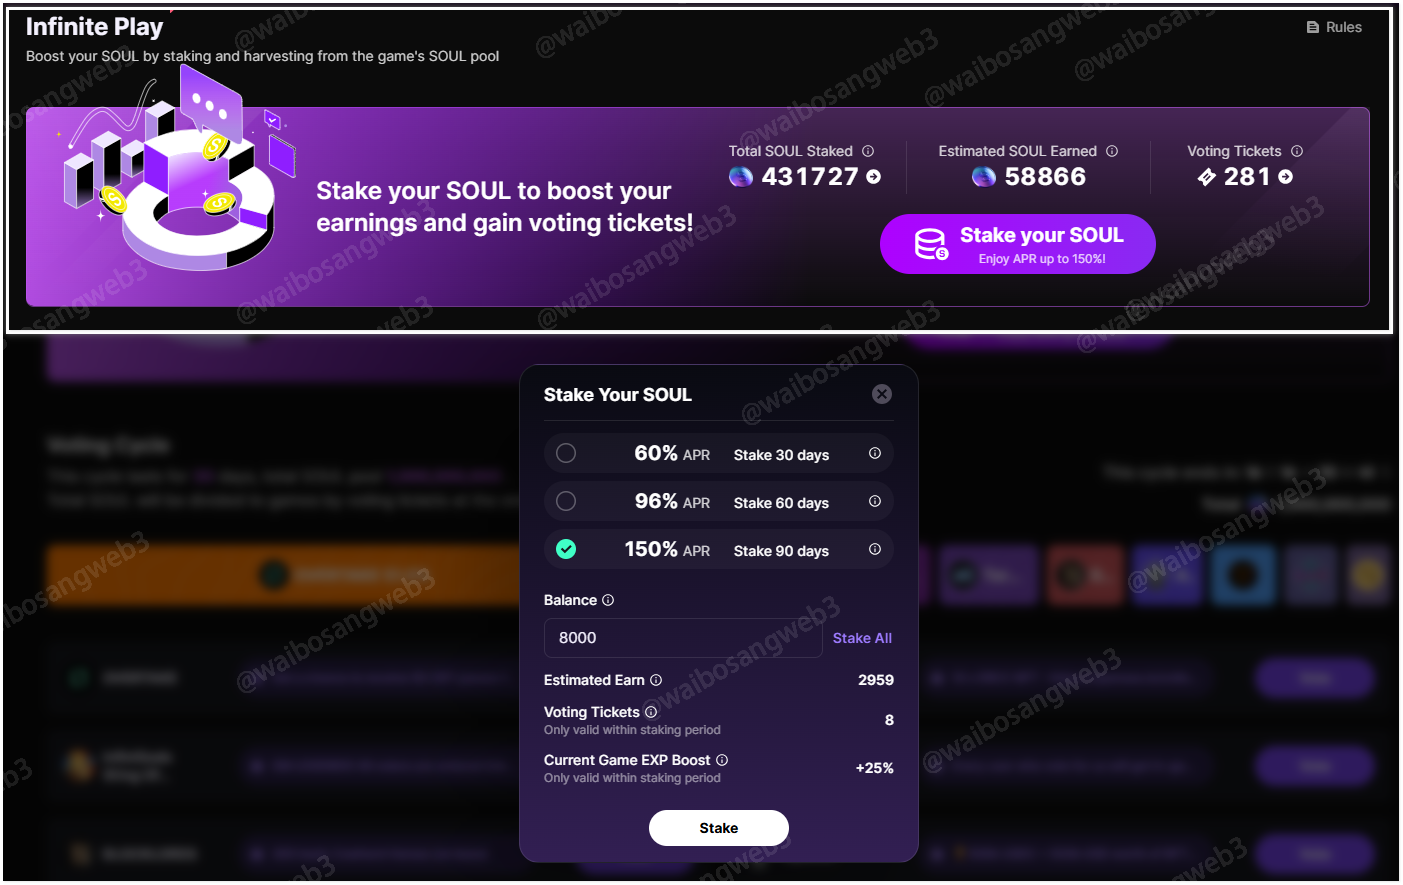 Infinite Play
Rules
Boost your SOUL by staking and harvesting from the game's SOUL pool
Total SOUL Staked
Estimated SOUL Earned
Voting Tickets
431727
58866
281
Stake your SOUL to boost your
earnings and gain voting tickets!
Stake your SOUL
Enjoy APR up to 150%!
Stake Your SOUL
60% APR Stake 30 days
96% APR Stake 60 days
150% APR Stake 90 days
Voting Cycle
Balance
8000
Stake All
Estimated Earn
2959
Voting Tickets
8
Only valid within staking period
Current Game EXP Boost
+25%
Only valid within staking period
Stake
@waibosangweb3